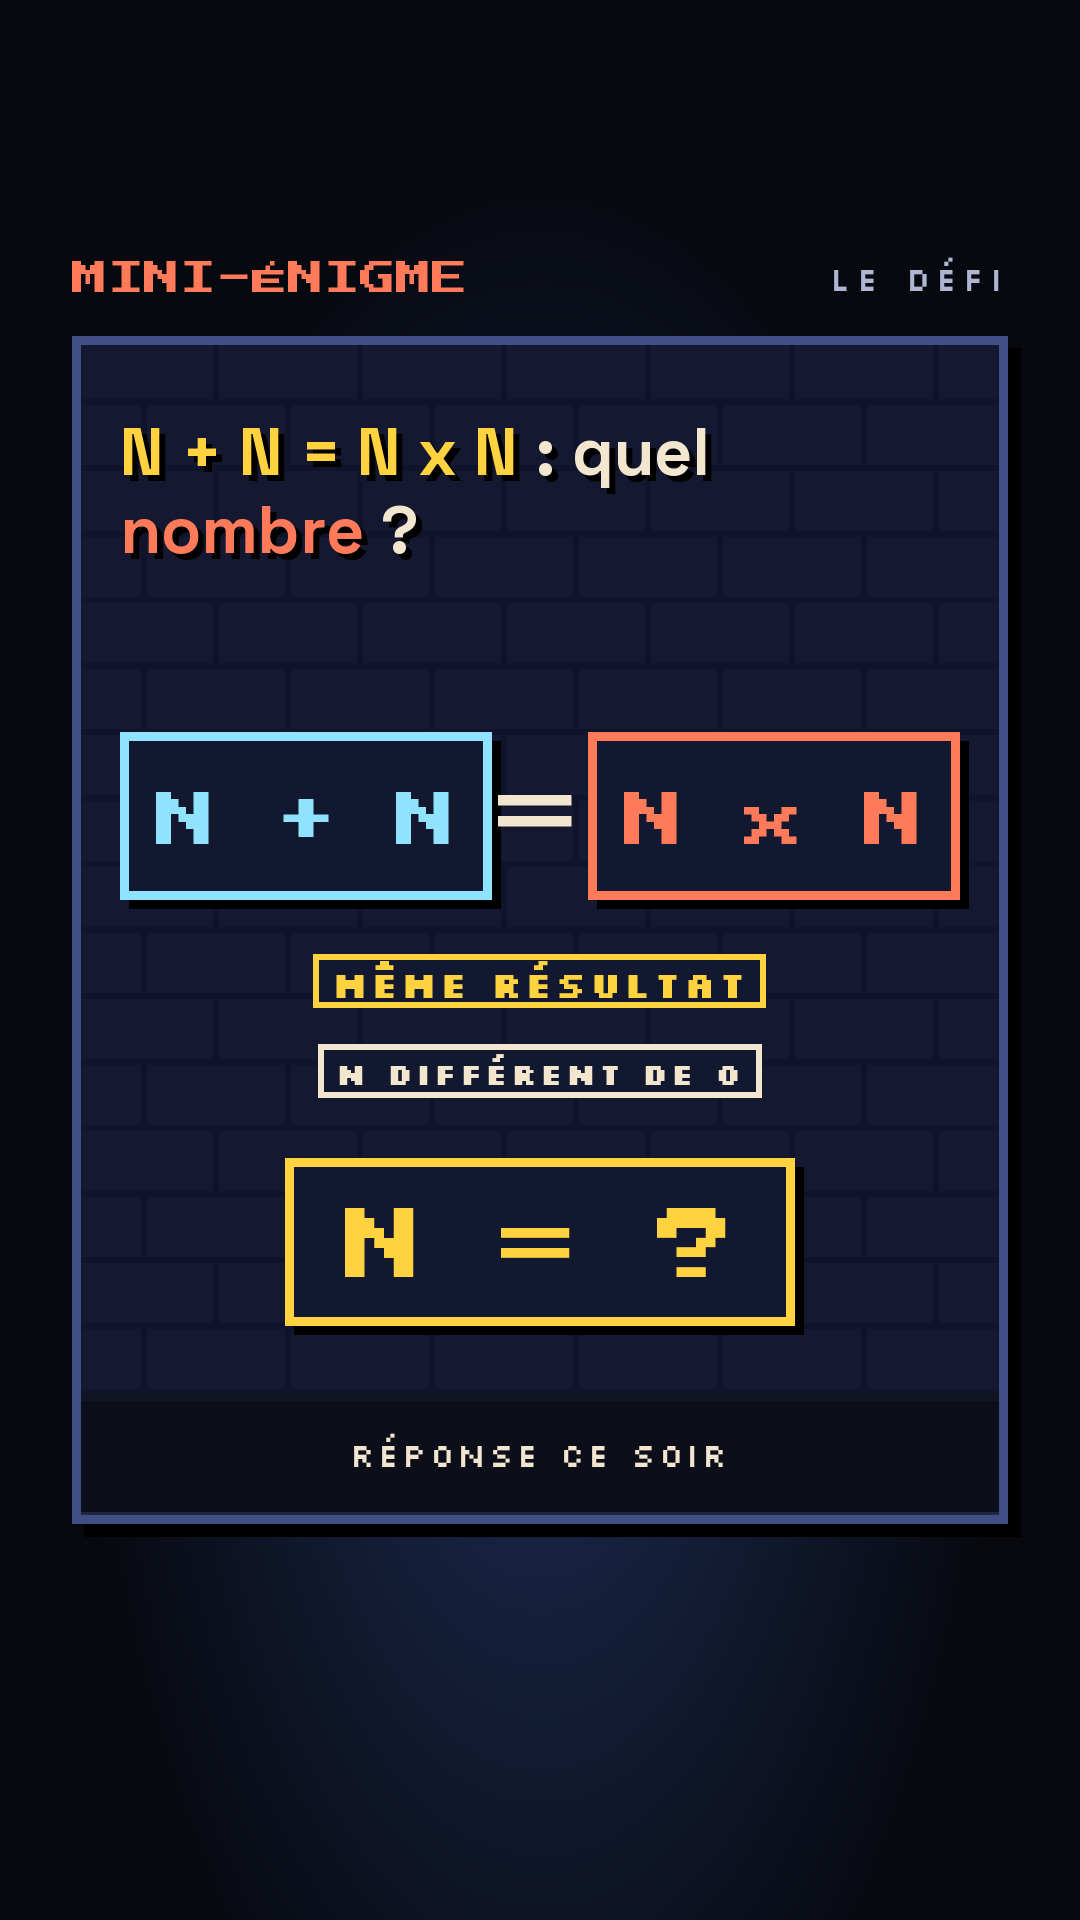 MINI-ÉNIGME
LE DÉFI
N + N = N x N : quel
nombre ?
N + N = N x N
MÊME RÉSULTAT
N DIFFÉRENT DE 0
N = ?
RÉPONSE CE SOIR